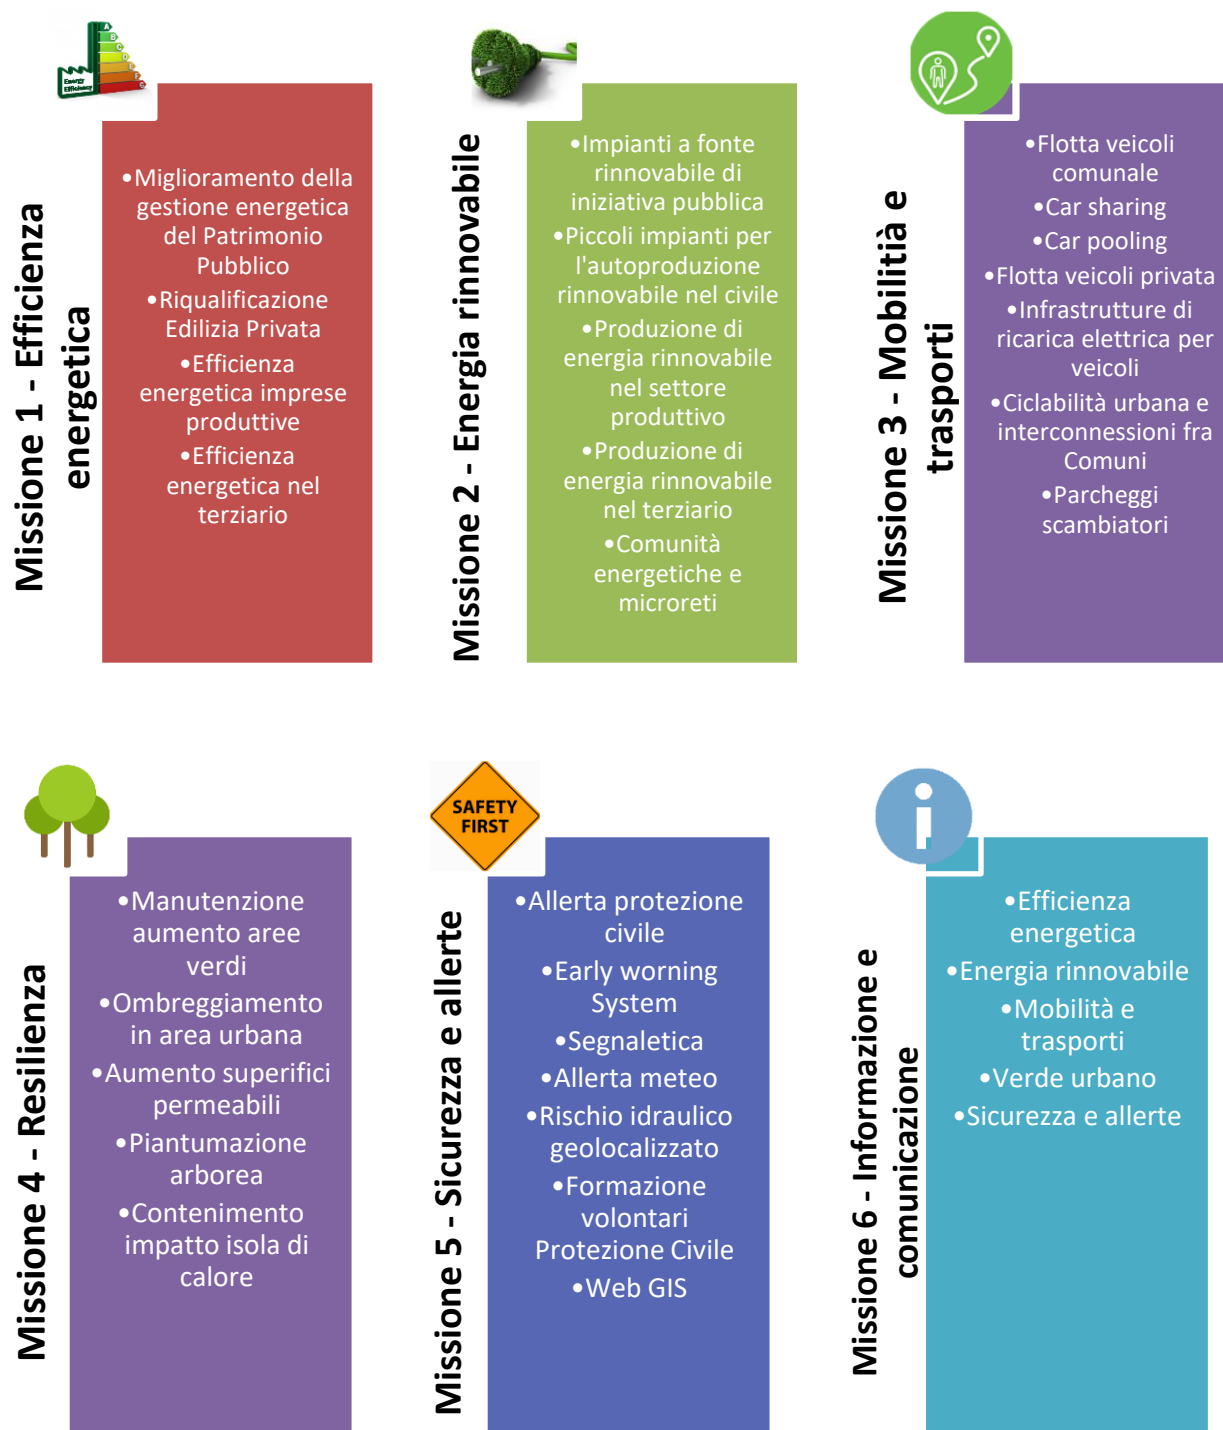 A
B
C
D
E
F
G
Energy
Efficiency
Missione 1 - Efficienza
energetica
•Miglioramento della
gestione energetica
del Patrimonio
Pubblico
•Riqualificazione
Edilizia Privata
•Efficienza
energetica imprese
produttive
•Efficienza
energetica nel
terziario
Missione 2 - Energia rinnovabile
•Impianti a fonte
rinnovabile di
iniziativa pubblica
•Piccoli impianti per
l'autoproduzione
rinnovabile nel civile
•Produzione di
energia rinnovabile
nel settore
produttivo
•Produzione di
energia rinnovabile
nel terziario
•Comunità
energetiche e
microreti
Missione 3 - Mobilità e
trasporti
•Flotta veicoli
comunale
•Car sharing
•Car pooling
•Flotta veicoli privata
•Infrastrutture di
ricarica elettrica per
veicoli
•Ciclabilità urbana e
interconnessioni fra
Comuni
•Parcheggi
scambiatori
Missione 4 - Resilienza
•Manutenzione
aumento aree
verdi
•Ombreggiamento
in area urbana
•Aumento superifici
permeabili
•Piantumazione
arborea
•Contenimento
impatto isola di
calore
SAFETY
FIRST
Missione 5 - Sicurezza e allerte
•Allerta protezione
civile
•Early worning
System
•Segnaletica
•Allerta meteo
•Rischio idraulico
geolocalizzato
•Formazione
volontari
Protezione Civile
•Web GIS
i
Missione 6 - Informazione e
comunicazione
•Efficienza
energetica
•Energia rinnovabile
•Mobilità e
trasporti
•Verde urbano
•Sicurezza e allerte